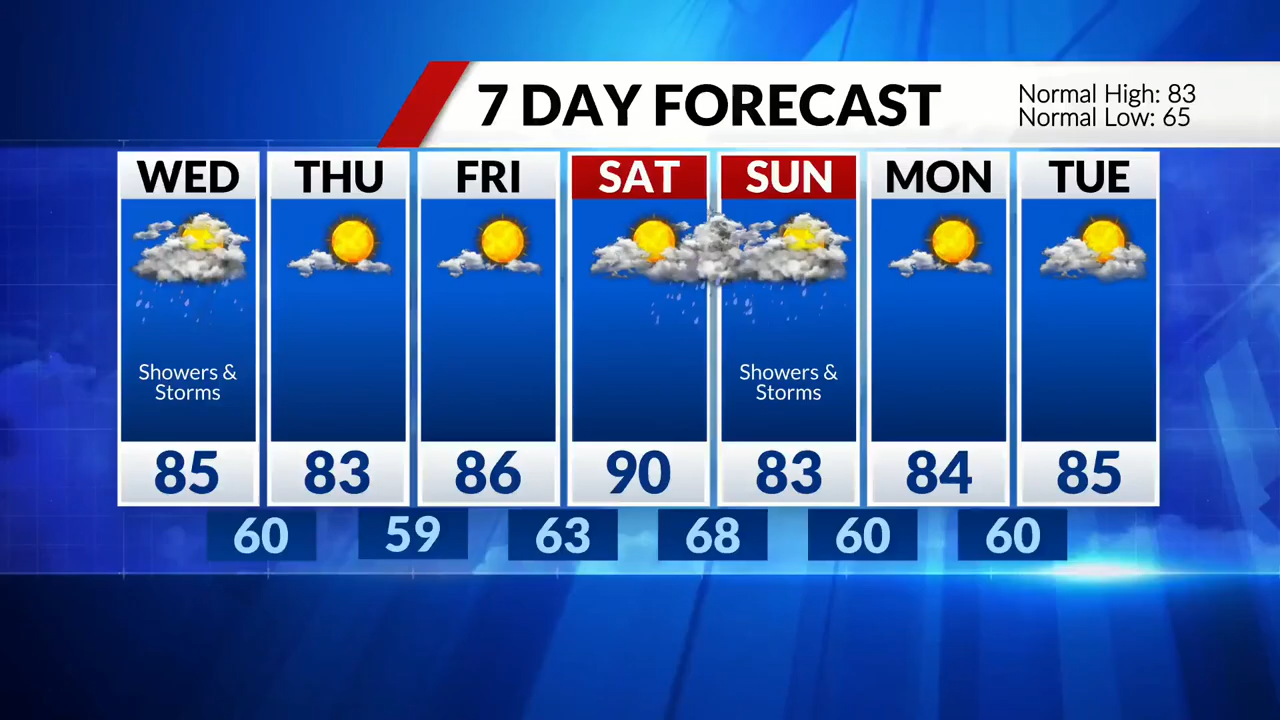 7 DAY FORECAST
Normal High: 83
Normal Low: 65
WED THU FRI SAT SUN MON TUE
Showers &
Storms
Showers &
Storms
85 83 86 90 83 84 85
60 59 63 68 60 60